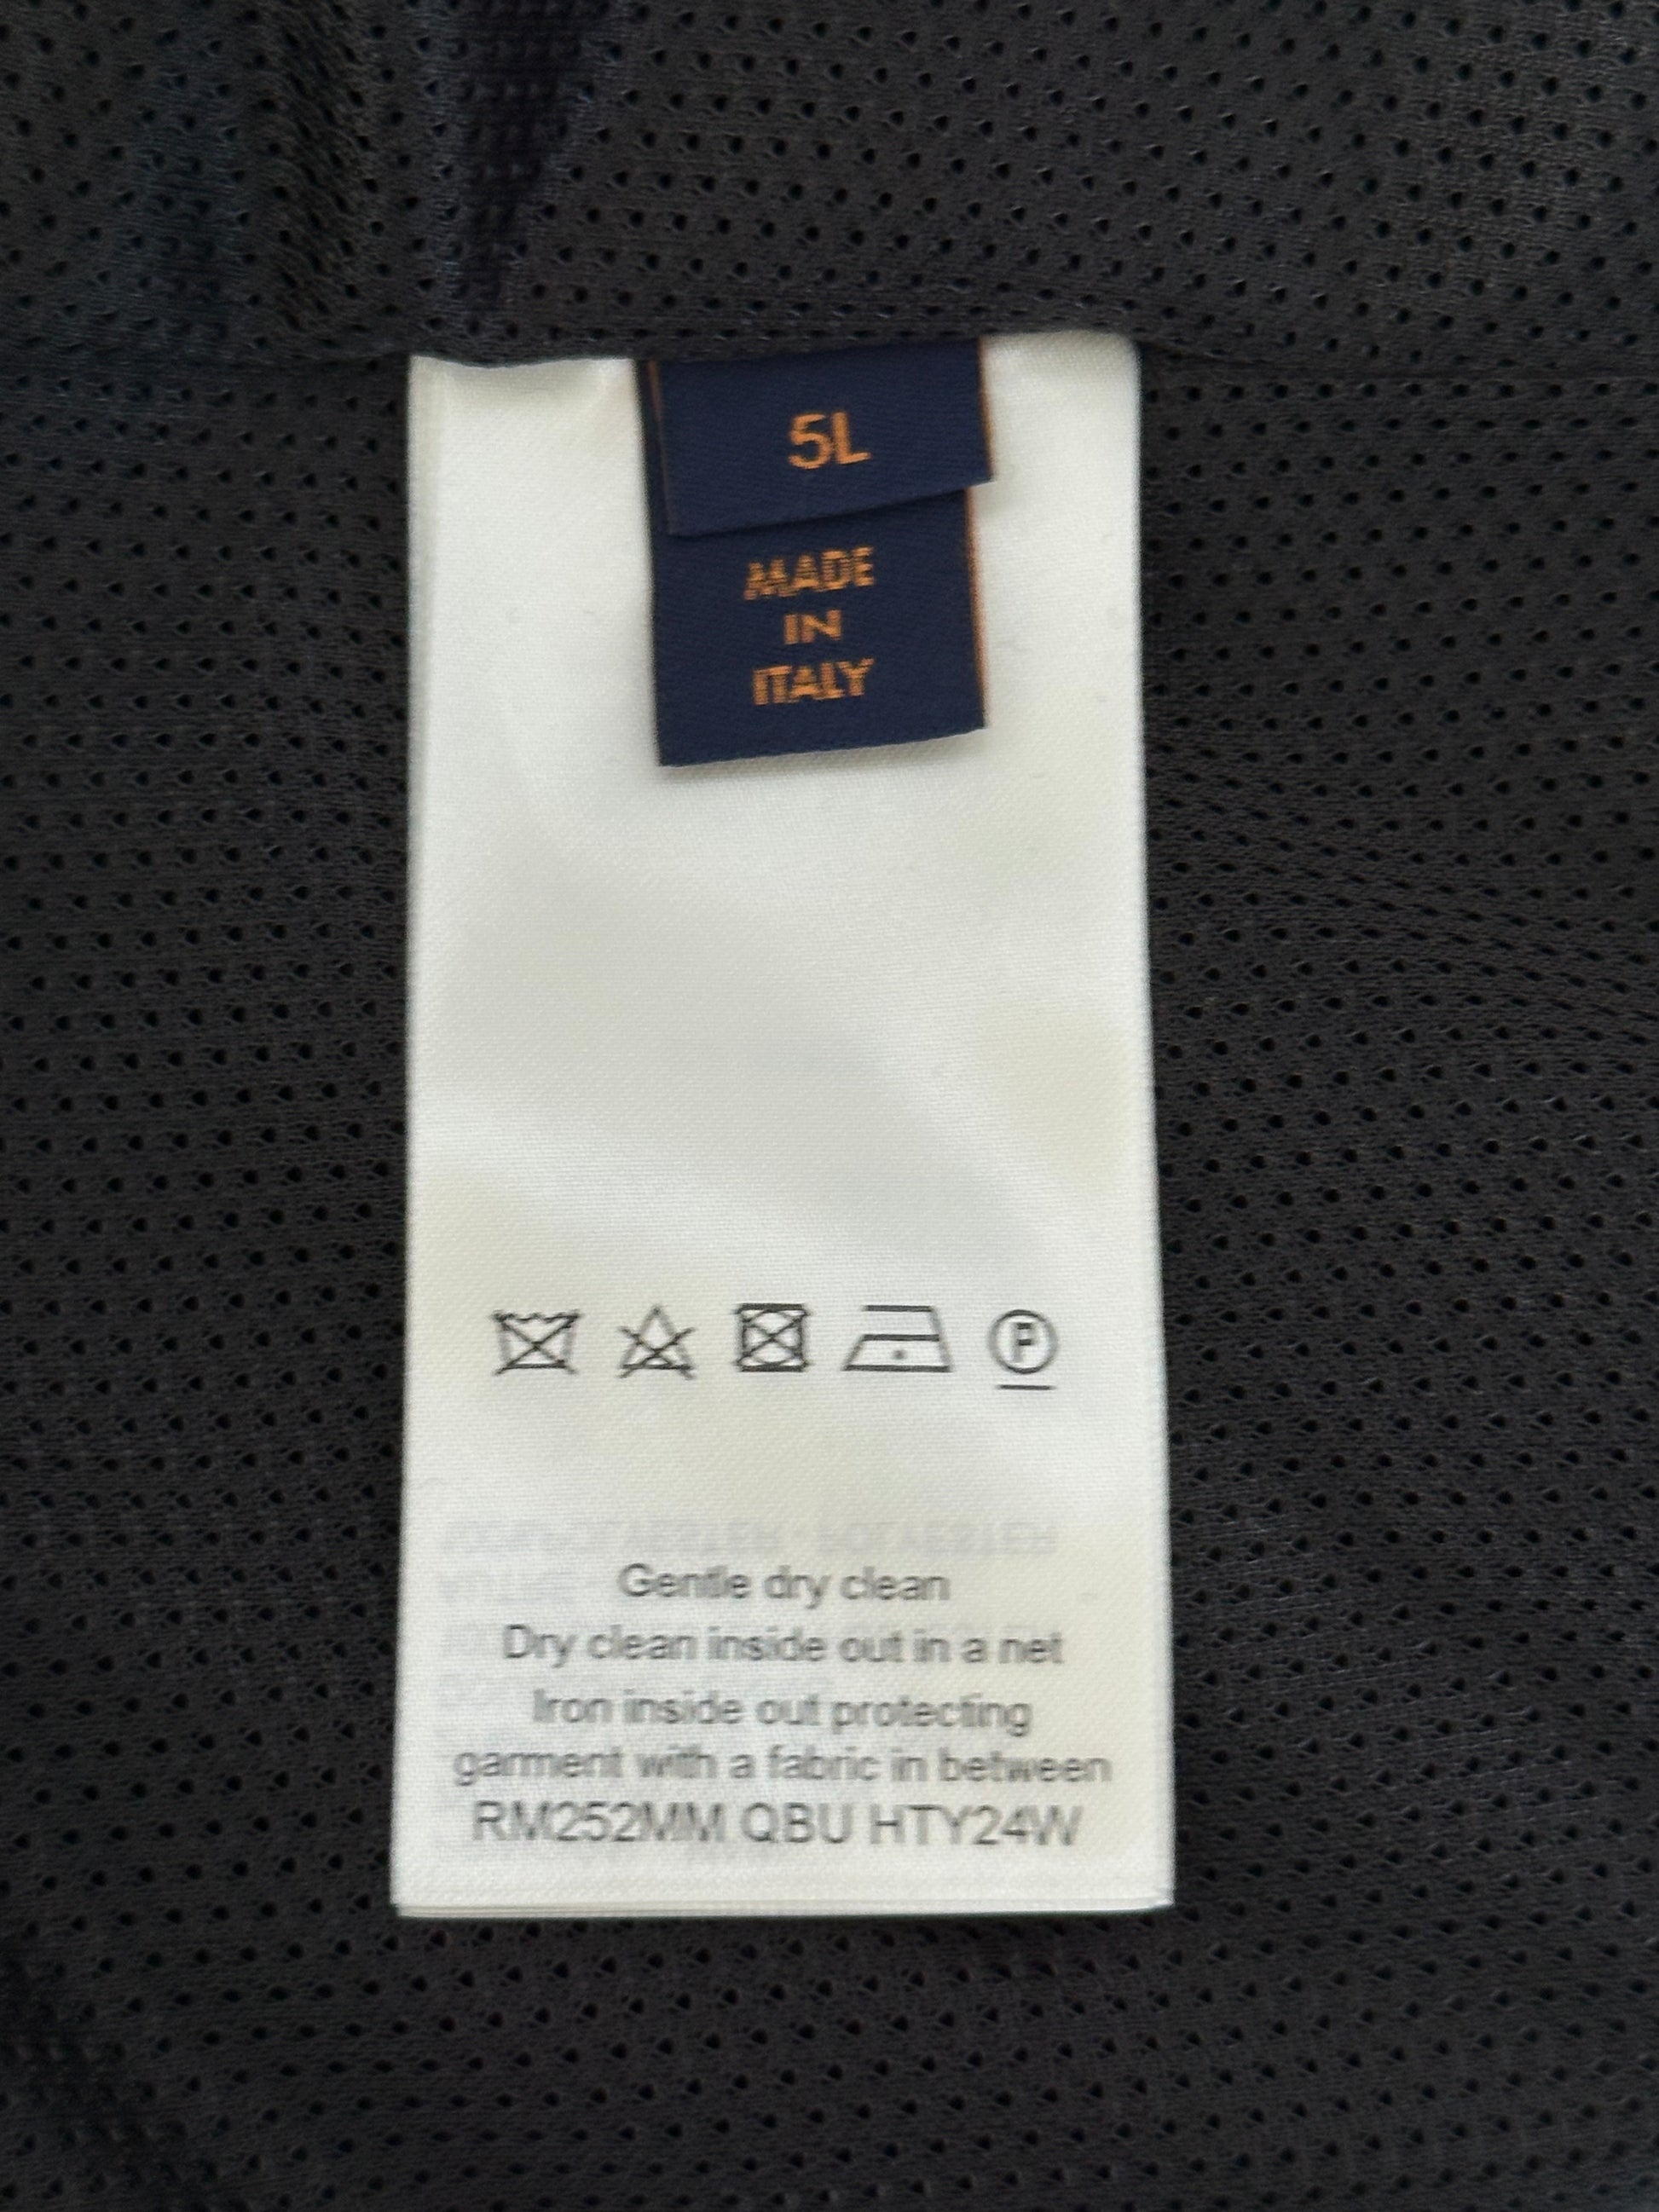 5L
MADE
IN
ITALY
P
Gentle dry clean
Dry clean inside out in a net
Iron inside out protecting
garment with a fabric in between
RM252MM QBU HTY24W